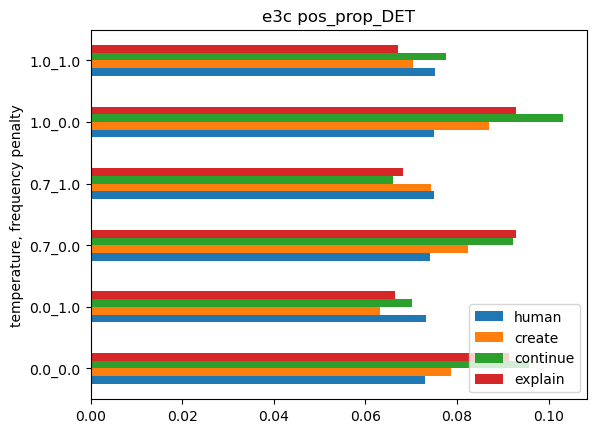 e3c pos_prop_DET
temperature, frequency penalty
1.0_1.0
1.0_0.0
0.7_1.0
0.7_0.0
0.0_1.0
0.0_0.0
human
create
continue
explain
0.00 0.02 0.04 0.06 0.08 0.10